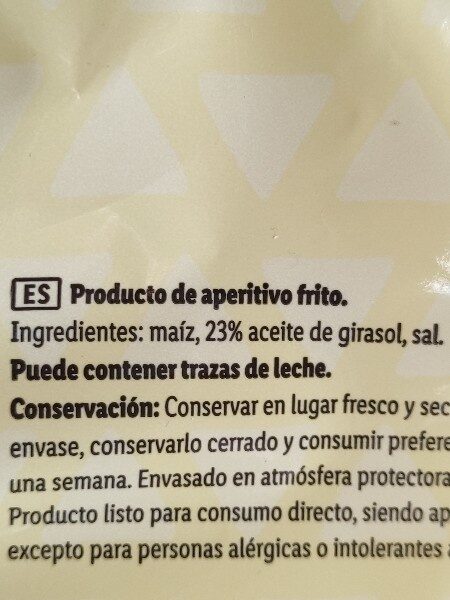 ES Producto de aperitivo frito.
Ingredientes: maíz, 23% aceite de girasol, sal.
Puede contener trazas de leche.
Conservación: Conservar en lugar fresco y sec
envase, conservarlo cerrado y consumir prefere
una semana. Envasado en atmósfera protectora
Producto listo para consumo directo, siendo ap
excepto para personas alérgicas o intolerantes a